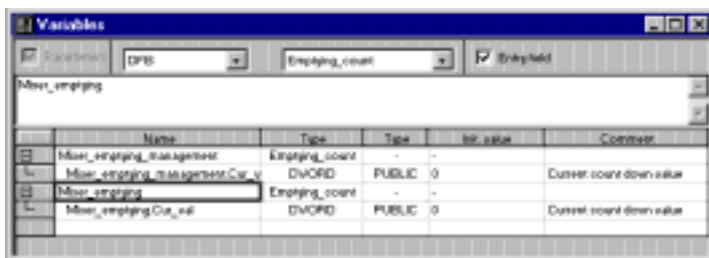 Variables
Parameters DFB Emptying_count Entry field
Mixer_emptying
Name Type Type Init. value Comment
Mixer_emptying_management Emptying_count - -
Mixer_emptying_management.Cur_v DWORD PUBLIC 0 Current count down value
Mixer_emptying Emptying_count - -
Mixer_emptying.Cur_val DWORD PUBLIC 0 Current count down value